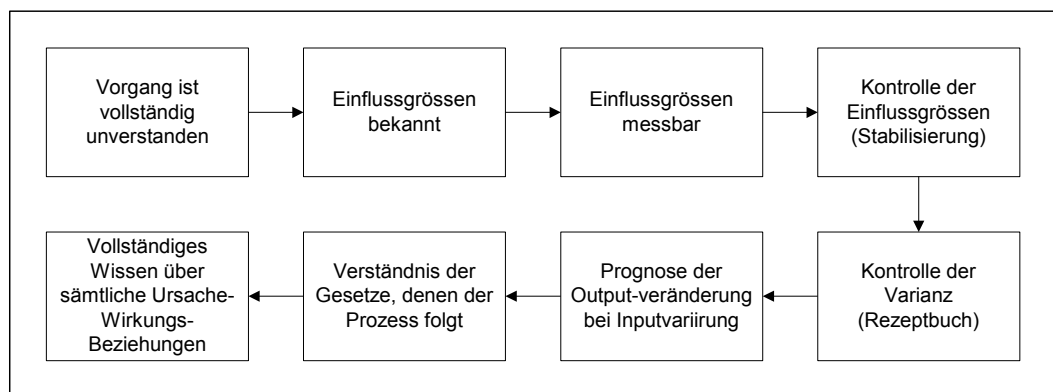 Vorgang ist
vollständig
unverstanden
Einflussgrössen
bekannt
Einflussgrössen
messbar
Kontrolle der
Einflussgrössen
(Stabilisierung)
Kontrolle der
Varianz
(Rezeptbuch)
Prognose der
Output-veränderung
bei Inputvariirung
Verständnis der
Gesetze, denen der
Prozess folgt
Vollständiges
Wissen über
sämtliche Ursache-
Wirkungs-
Beziehungen